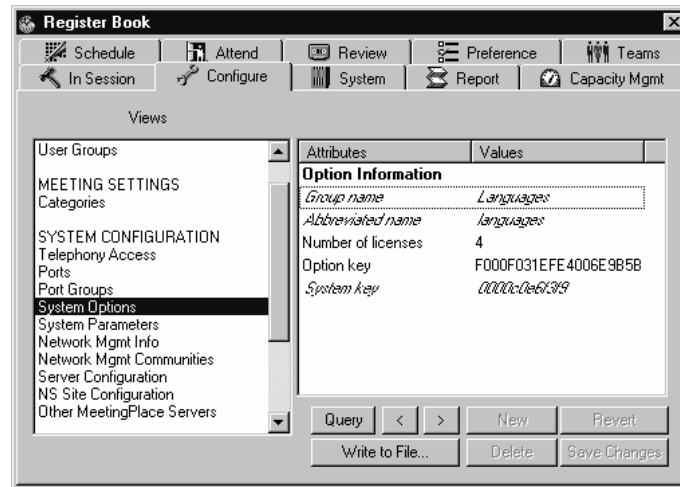 Register Book
Schedule Attend Review Preference Teams
In Session Configure System Report Capacity Mgmt
Views
User Groups
MEETING SETTINGS
Categories
SYSTEM CONFIGURATION
Telephony Access
Ports
Port Groups
System Options
System Parameters
Network Mgmt Info
Network Mgmt Communities
Server Configuration
NS Site Configuration
Other MeetingPlace Servers
Attributes Values
Option Information
Group name Languages
Abbreviated name languages
Number of licenses 4
Option key F000F031EFE4006E9B5B
System key 0000c0e6f3f9
Query < > New Revert
Write to File... Delete Save Changes